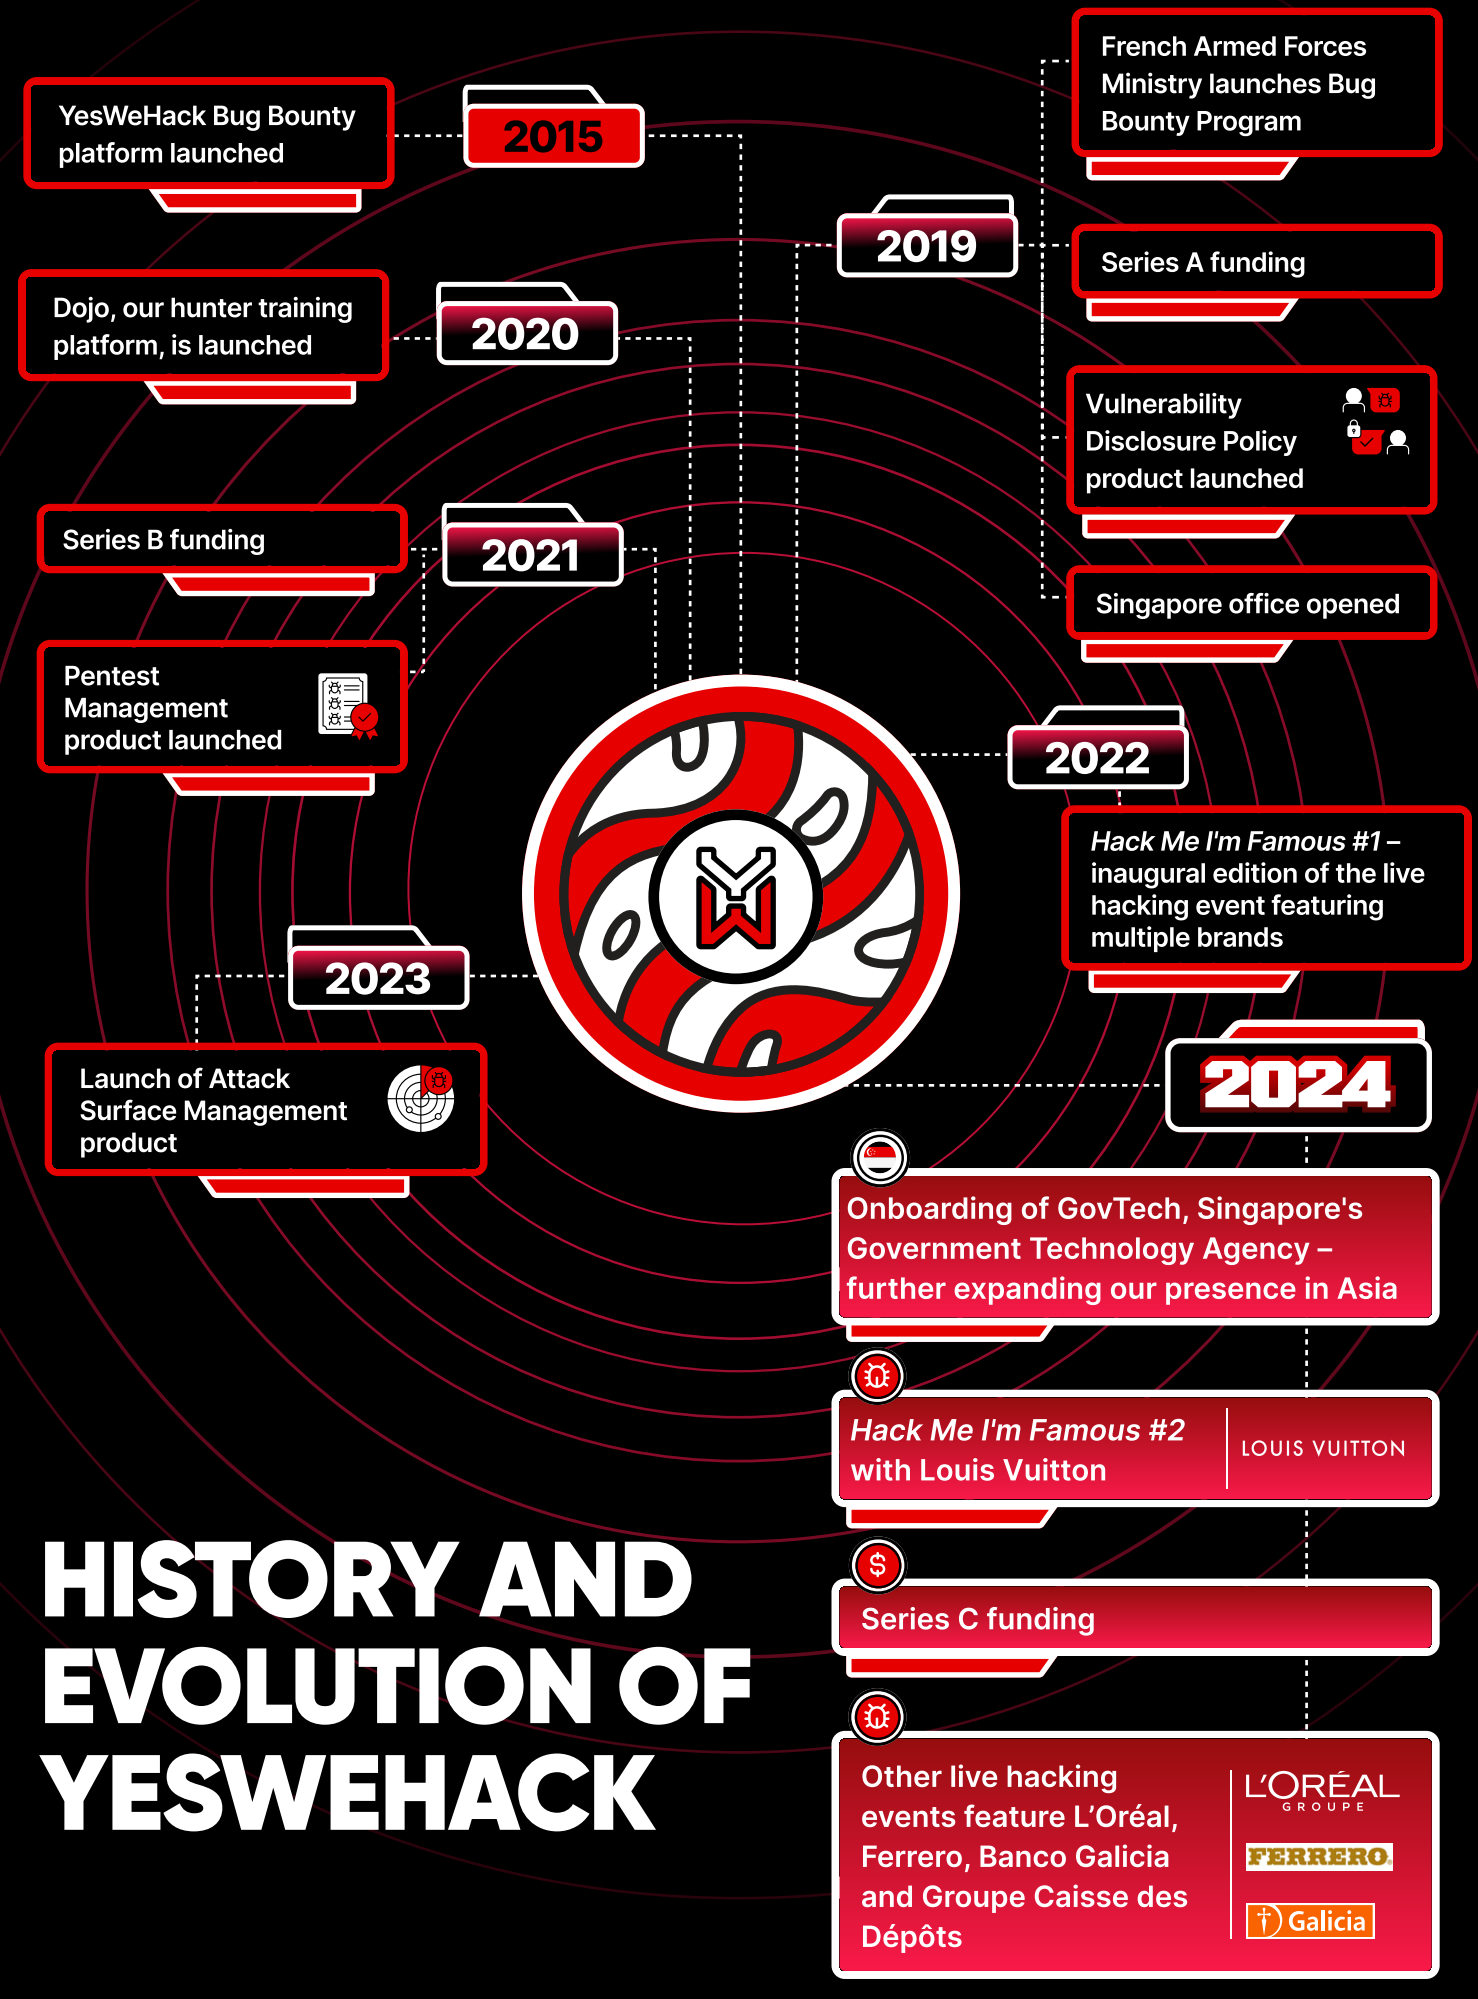 YesWeHack Bug Bounty
platform launched
2015
French Armed Forces
Ministry launches Bug
Bounty Program
2019
Series A funding
Vulnerability
Disclosure Policy
product launched
Singapore office opened
Dojo, our hunter training
platform, is launched
2020
Series B funding
2021
Pentest
Management
product launched
2022
Hack Me I'm Famous #1 –
inaugural edition of the live
hacking event featuring
multiple brands
YW
2023
Launch of Attack
Surface Management
product
2024
Onboarding of GovTech, Singapore's
Government Technology Agency –
further expanding our presence in Asia
Hack Me I'm Famous #2
with Louis Vuitton
LOUIS VUITTON
$
Series C funding
Other live hacking
events feature L’Oréal,
Ferrero, Banco Galicia
and Groupe Caisse des
Dépôts
L'ORÉAL
GROUPE
FERRERO
Galicia
HISTORY AND
EVOLUTION OF
YESWEHACK